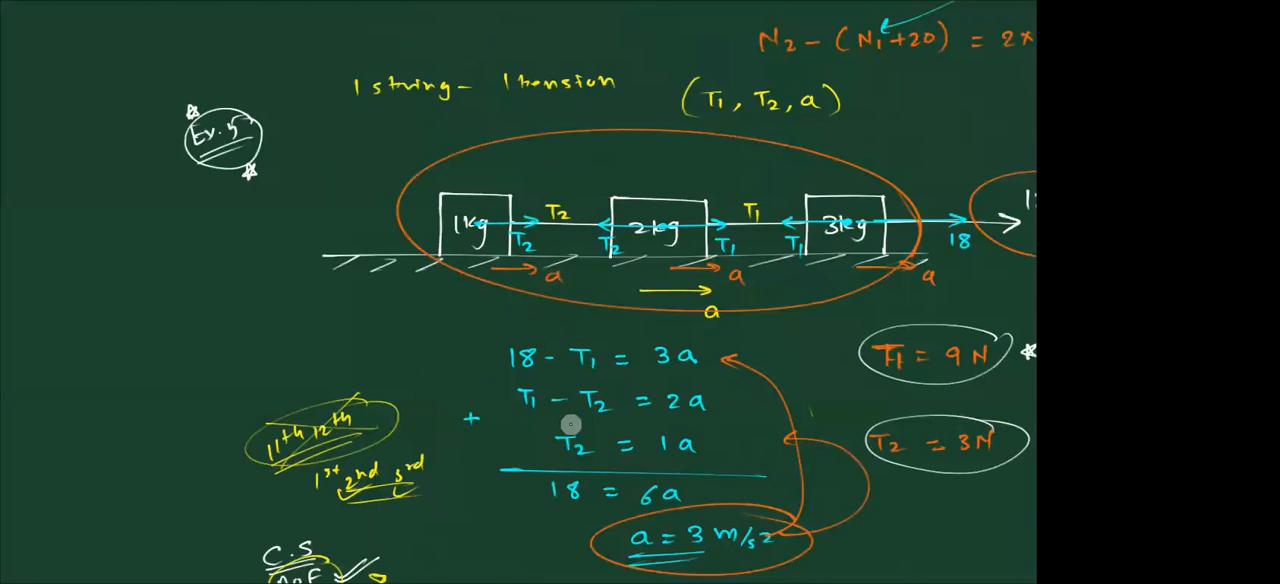 N2 - (N1+20) = 2×
1 string - 1 tension
(T1, T2, a)
Ex. 5
1kg T2 2kg T1 3kg
T2 T2 T1 T1 18
a a a
a
18 - T1 = 3a
T1 = 9 N
T1 - T2 = 2a
+
11th 12th
T2 = 1a
T2 = 3N
1st 2nd 3rd
18 = 6a
a = 3 m/s2
C.S